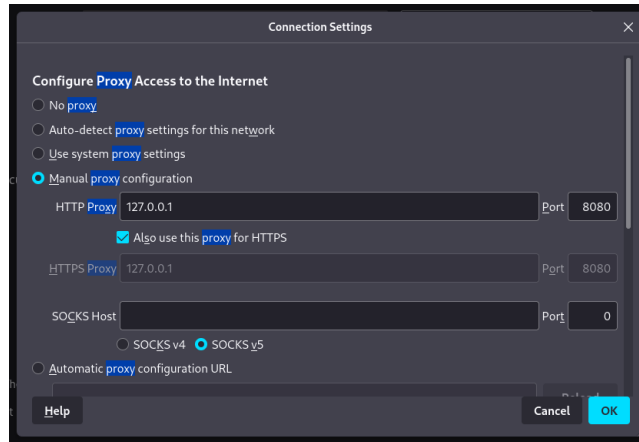 Connection Settings
Configure Proxy Access to the Internet
No proxy
Auto-detect proxy settings for this network
Use system proxy settings
Manual proxy configuration
HTTP Proxy 127.0.0.1 Port 8080
Also use this proxy for HTTPS
HTTPS Proxy 127.0.0.1 Port 8080
SOCKS Host Port 0
SOCKS v4 SOCKS v5
Automatic proxy configuration URL
Reload
Help Cancel OK